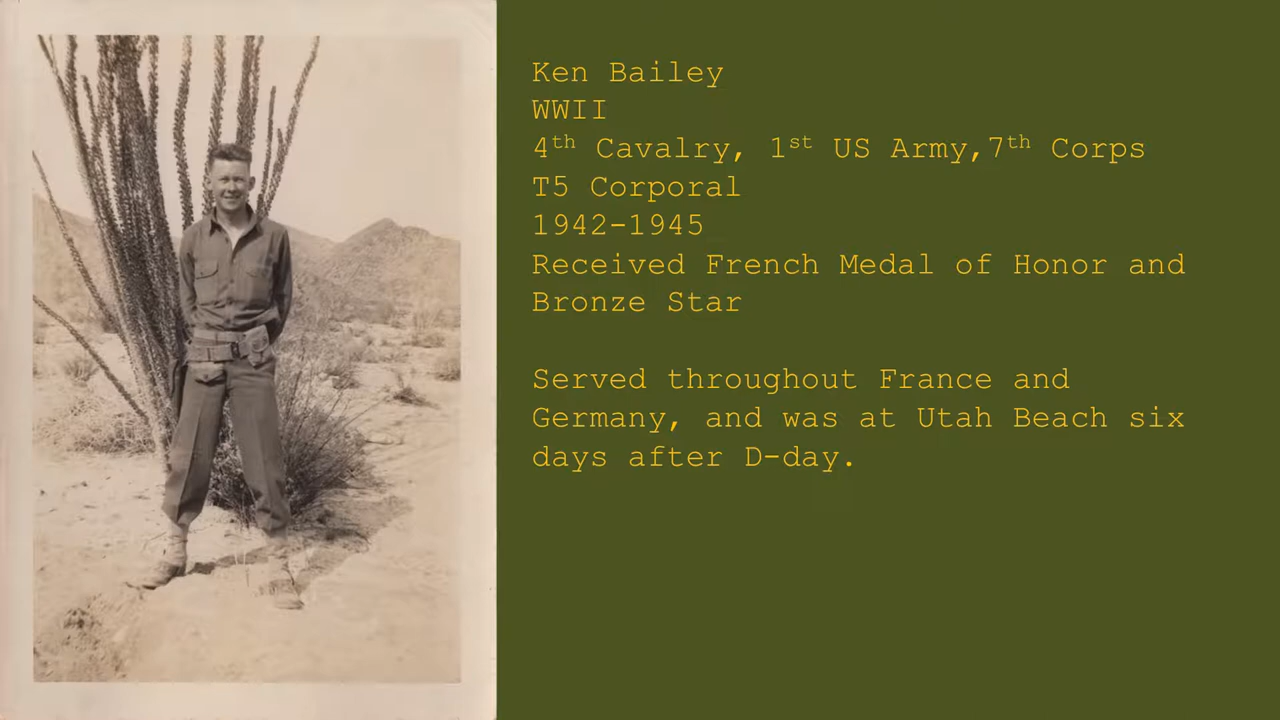 Ken Bailey
WWII
4th Cavalry, 1st US Army,7th Corps
T5 Corporal
1942-1945
Received French Medal of Honor and
Bronze Star
Served throughout France and
Germany, and was at Utah Beach six
days after D-day.